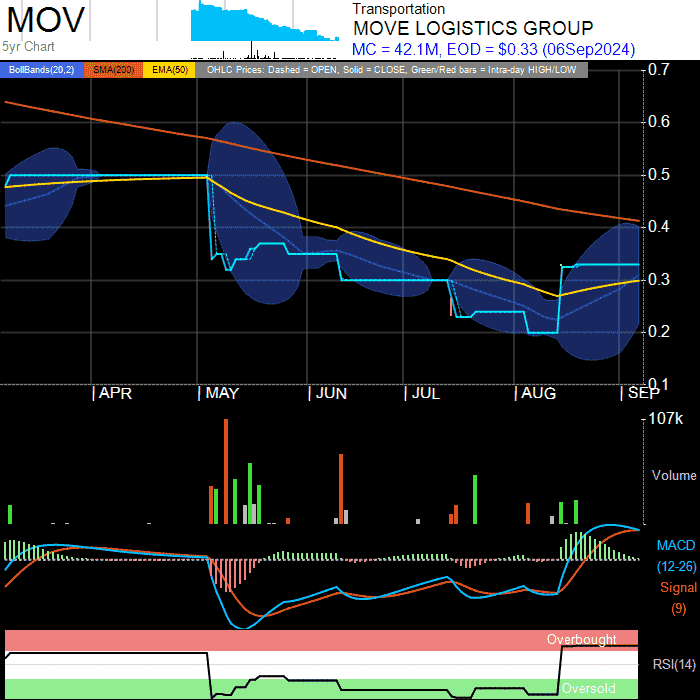 MOV
5yr Chart
Transportation
MOVE LOGISTICS GROUP
MC = 42.1M, EOD = $0.33 (06Sep2024)
BollBands(20,2) SMA(200) EMA(50) OHLC Prices: Dashed = OPEN, Solid = CLOSE, Green/Red bars = Intra-day HIGH/LOW
0.7
0.6
0.5
0.4
0.3
0.2
0.1
| APR | MAY | JUN | JUL | AUG | SEP
107k
Volume
MACD
(12-26)
Signal
(9)
Overbought
RSI(14)
Oversold